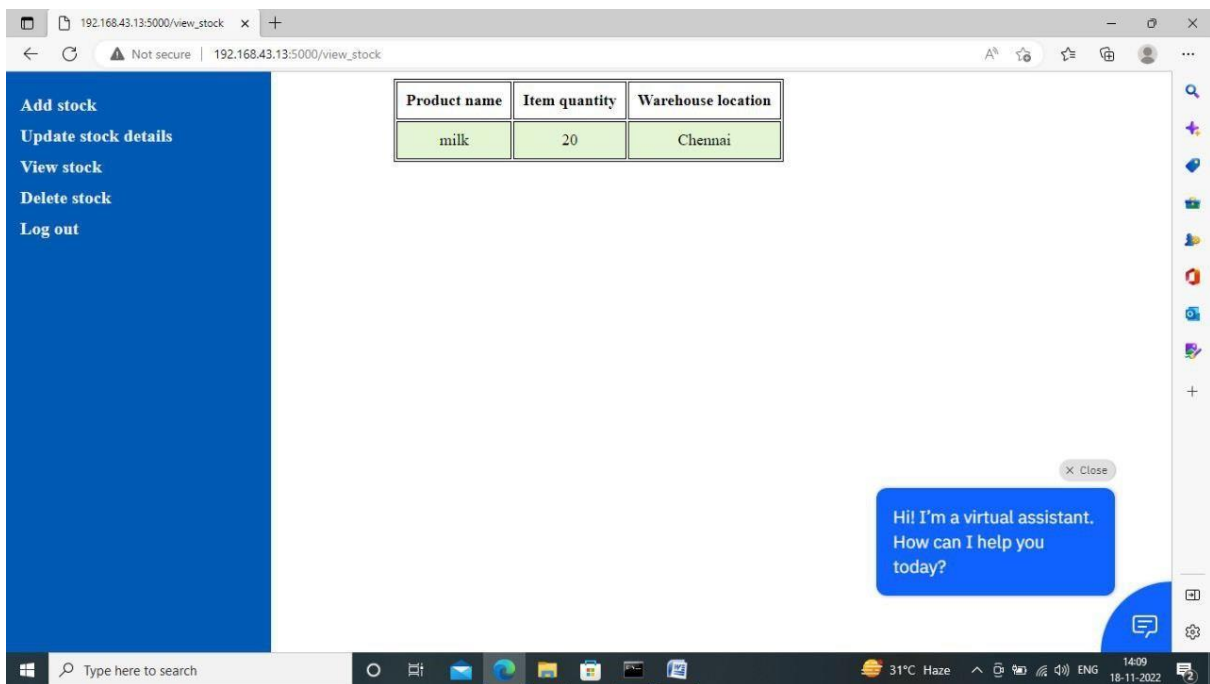 192.168.43.13:5000/view_stock
Not secure | 192.168.43.13:5000/view_stock
Add stock
Update stock details
View stock
Delete stock
Log out
Product name Item quantity Warehouse location
milk 20 Chennai
× Close
Hi! I'm a virtual assistant.
How can I help you
today?
Type here to search
31°C Haze
ENG
14:09
18-11-2022
2